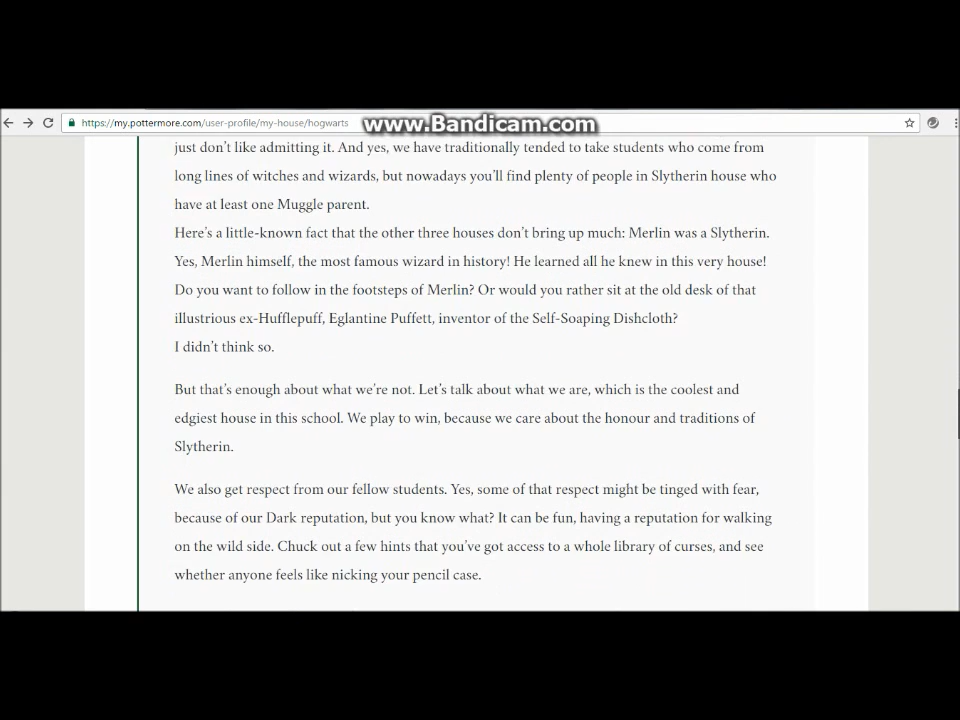 https://my.pottermore.com/user-profile/my-house/hogwarts
www.Bandicam.com
just don't like admitting it. And yes, we have traditionally tended to take students who come from
long lines of witches and wizards, but nowadays you'll find plenty of people in Slytherin house who
have at least one Muggle parent.
Here's a little-known fact that the other three houses don't bring up much: Merlin was a Slytherin.
Yes, Merlin himself, the most famous wizard in history! He learned all he knew in this very house!
Do you want to follow in the footsteps of Merlin? Or would you rather sit at the old desk of that
illustrious ex-Hufflepuff, Eglantine Puffett, inventor of the Self-Soaping Dishcloth?
I didn't think so.
But that's enough about what we're not. Let's talk about what we are, which is the coolest and
edgiest house in this school. We play to win, because we care about the honour and traditions of
Slytherin.
We also get respect from our fellow students. Yes, some of that respect might be tinged with fear,
because of our Dark reputation, but you know what? It can be fun, having a reputation for walking
on the wild side. Chuck out a few hints that you've got access to a whole library of curses, and see
whether anyone feels like nicking your pencil case.